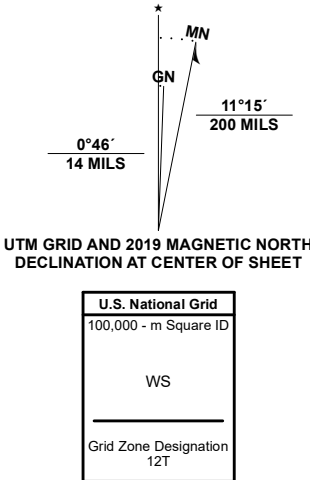 MN
GN
11°15´
200 MILS
0°46´
14 MILS
UTM GRID AND 2019 MAGNETIC NORTH
DECLINATION AT CENTER OF SHEET
U.S. National Grid
100,000 - m Square ID
WS
Grid Zone Designation
12T